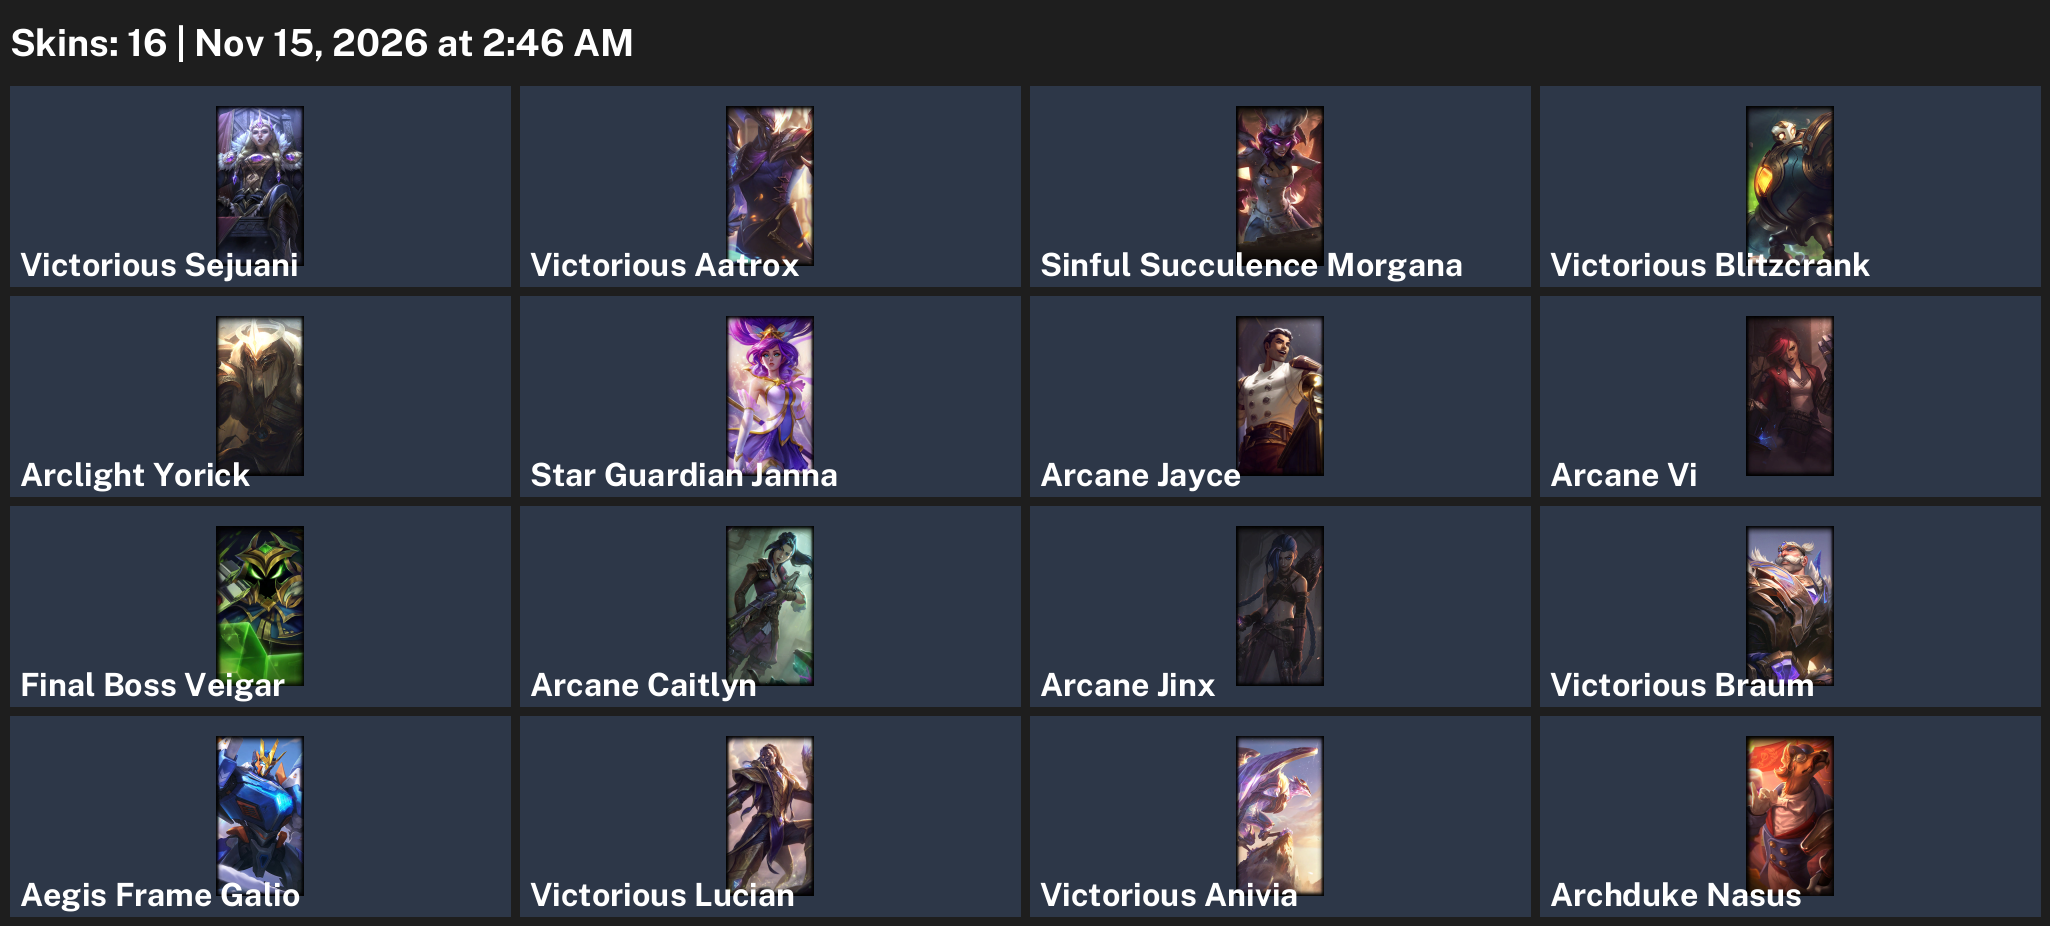 Skins: 16 | Nov 15, 2026 at 2:46 AM
Victorious Sejuani
Victorious Aatrox
Sinful Succulence Morgana
Victorious Blitzcrank
Arclight Yorick
Star Guardian Janna
Arcane Jayce
Arcane Vi
Final Boss Veigar
Arcane Caitlyn
Arcane Jinx
Victorious Braum
Aegis Frame Galio
Victorious Lucian
Victorious Anivia
Archduke Nasus